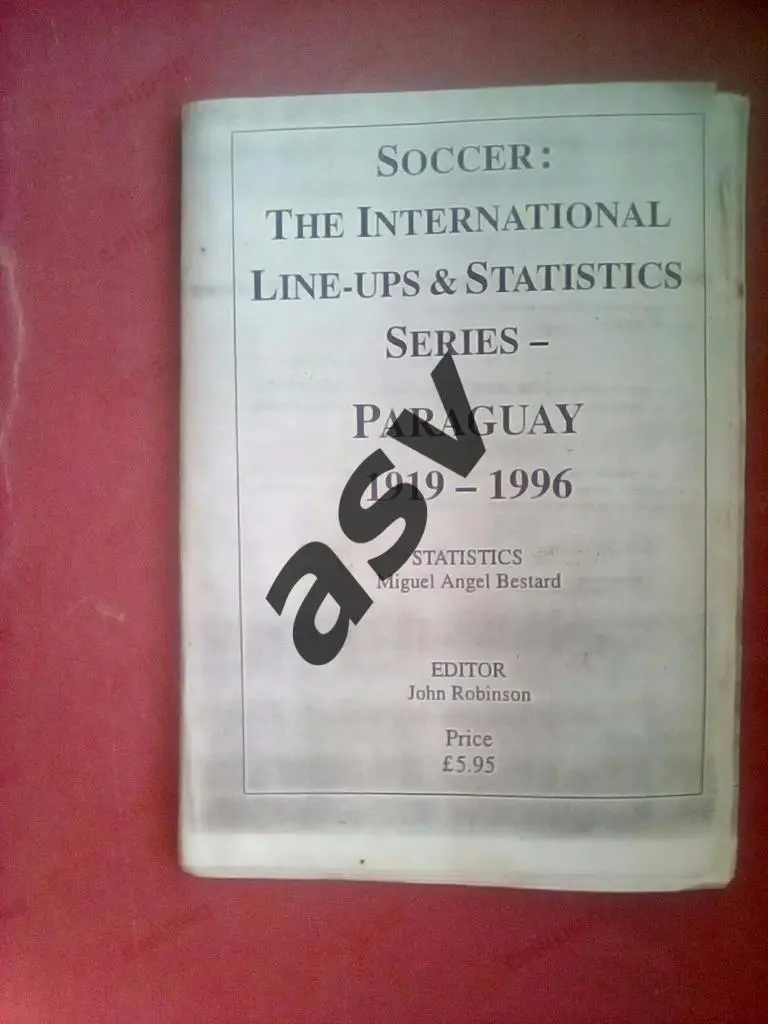 SOCCER:
THE INTERNATIONAL
LINE-UPS & STATISTICS
SERIES –
PARAGUAY
1919 – 1996
STATISTICS
Miguel Angel Bestard
EDITOR
John Robinson
Price
£5.95
asv